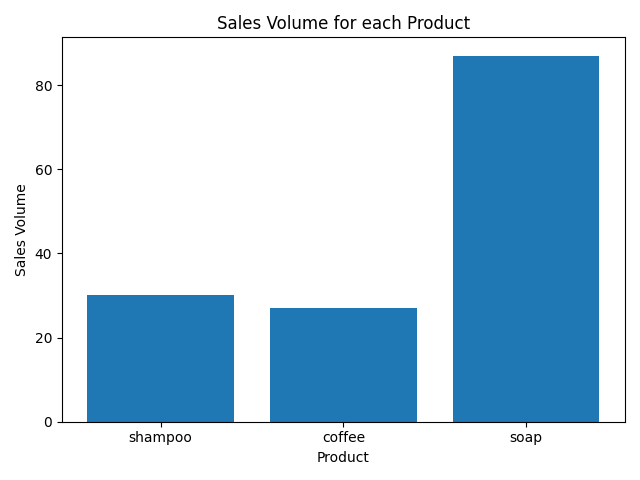 Sales Volume for each Product
80
60
40
20
0
Sales Volume
shampoo
coffee
soap
Product